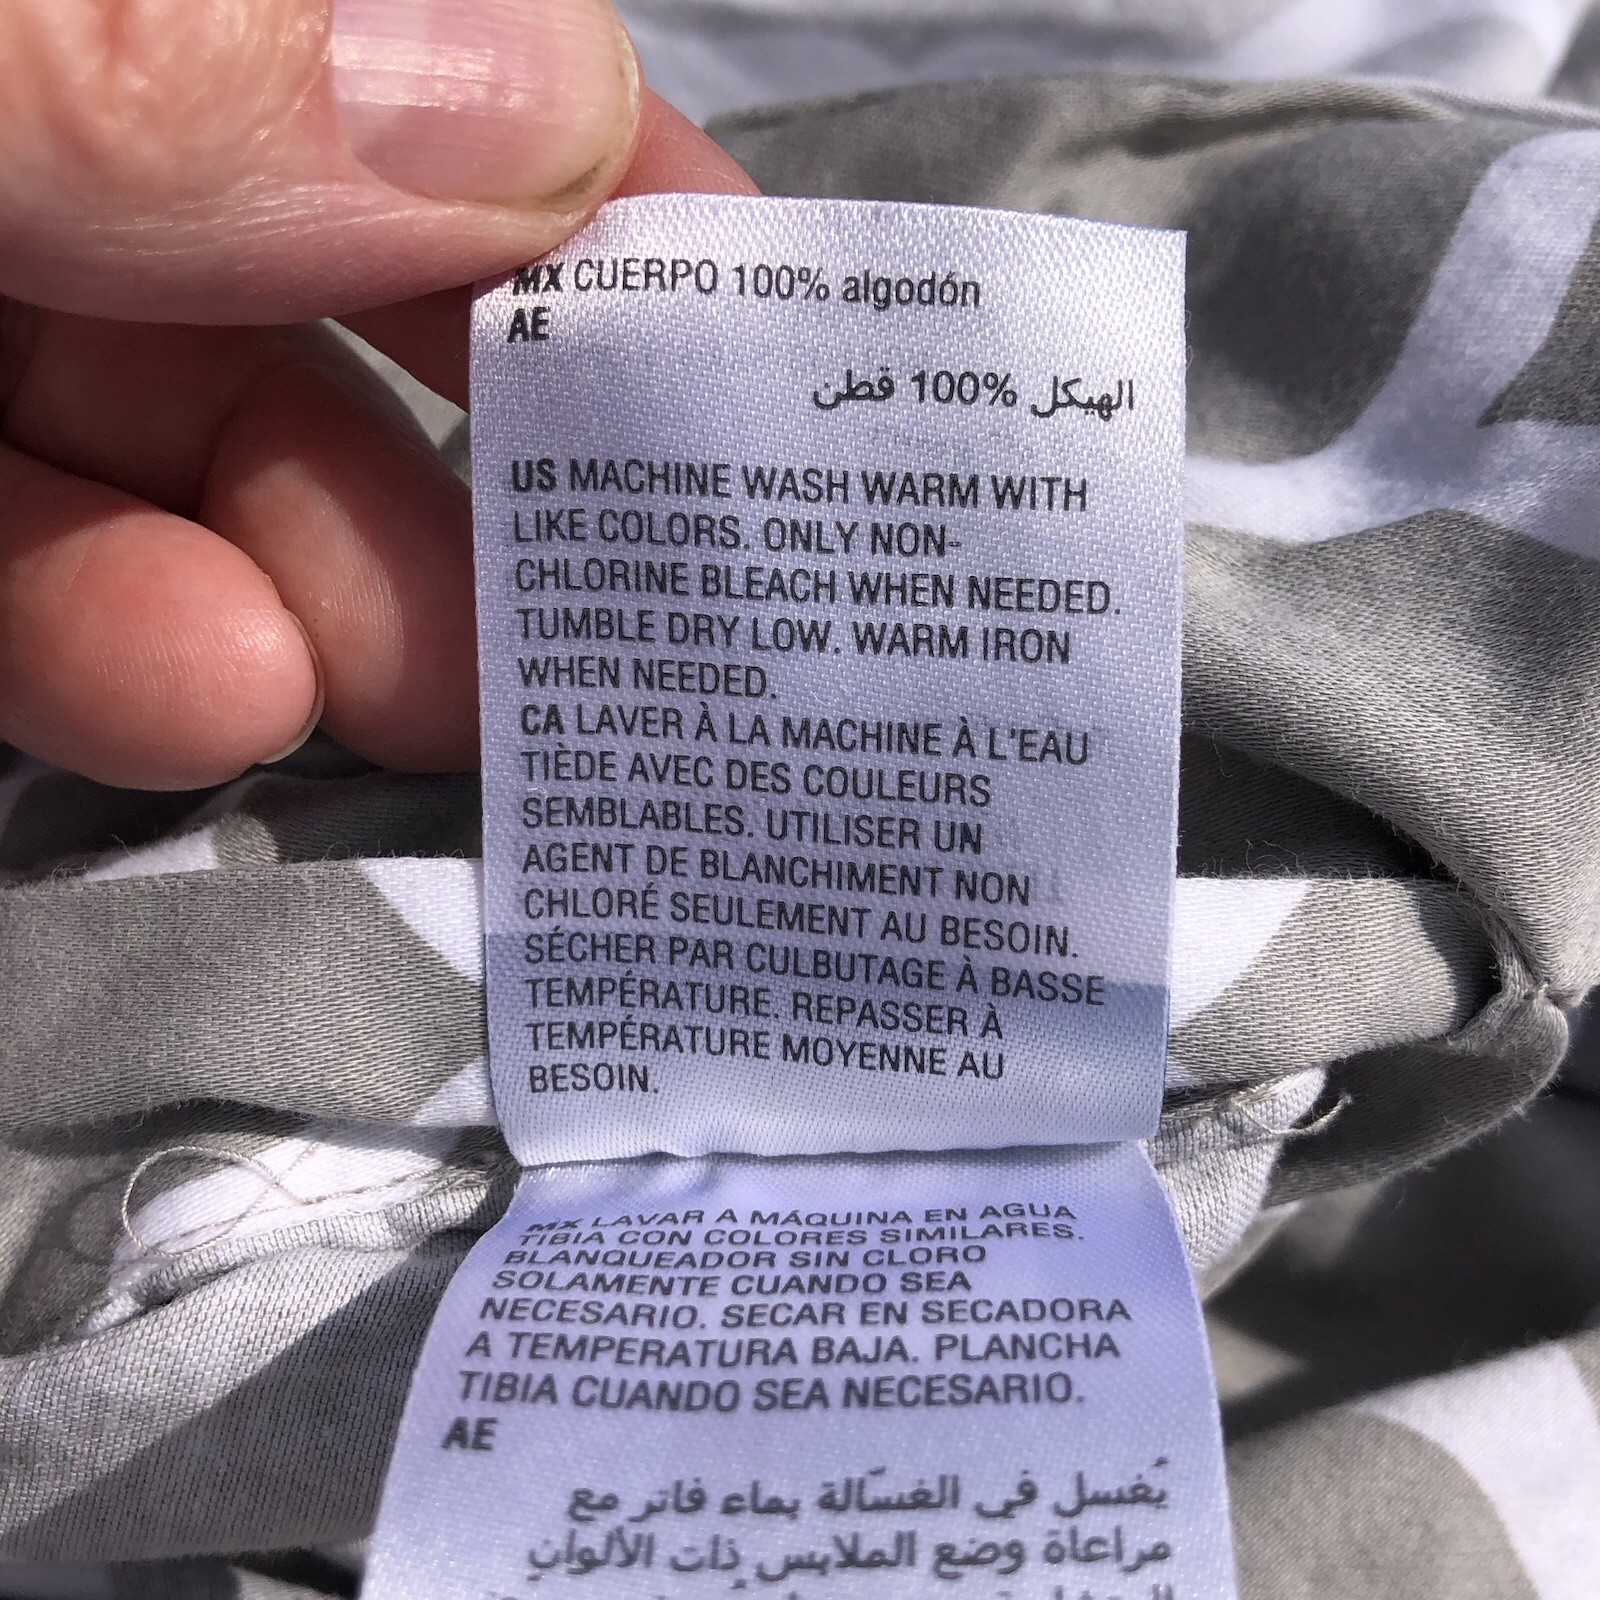 MX CUERPO 100% algodón
AE
الهيكل 100% قطن
US MACHINE WASH WARM WITH
LIKE COLORS. ONLY NON-
CHLORINE BLEACH WHEN NEEDED.
TUMBLE DRY LOW. WARM IRON
WHEN NEEDED.
CA LAVER À LA MACHINE À L'EAU
TIÈDE AVEC DES COULEURS
SEMBLABLES. UTILISER UN
AGENT DE BLANCHIMENT NON
CHLORÉ SEULEMENT AU BESOIN.
SÉCHER PAR CULBUTAGE À BASSE
TEMPÉRATURE. REPASSER À
TEMPÉRATURE MOYENNE AU
BESOIN.
MX LAVAR A MÁQUINA EN AGUA
TIBIA CON COLORES SIMILARES.
BLANQUEADOR SIN CLORO
SOLAMENTE CUANDO SEA
NECESARIO. SECAR EN SECADORA
A TEMPERATURA BAJA. PLANCHA
TIBIA CUANDO SEA NECESARIO.
AE
يُغسل في الغسّالة بماء فاتر مع
مراعاة وضع الملابس ذات الألوان